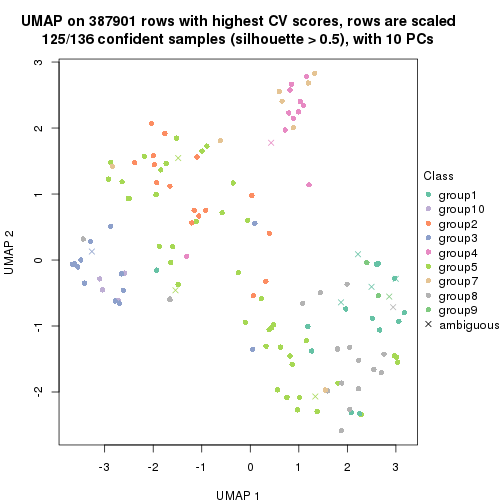 UMAP on 387901 rows with highest CV scores, rows are scaled
125/136 confident samples (silhouette > 0.5), with 10 PCs
3
2
1
0
-1
-2
UMAP 2
-3
-2
-1
0
1
2
3
UMAP 1
Class
group1
group10
group2
group3
group4
group5
group7
group8
group9
ambiguous